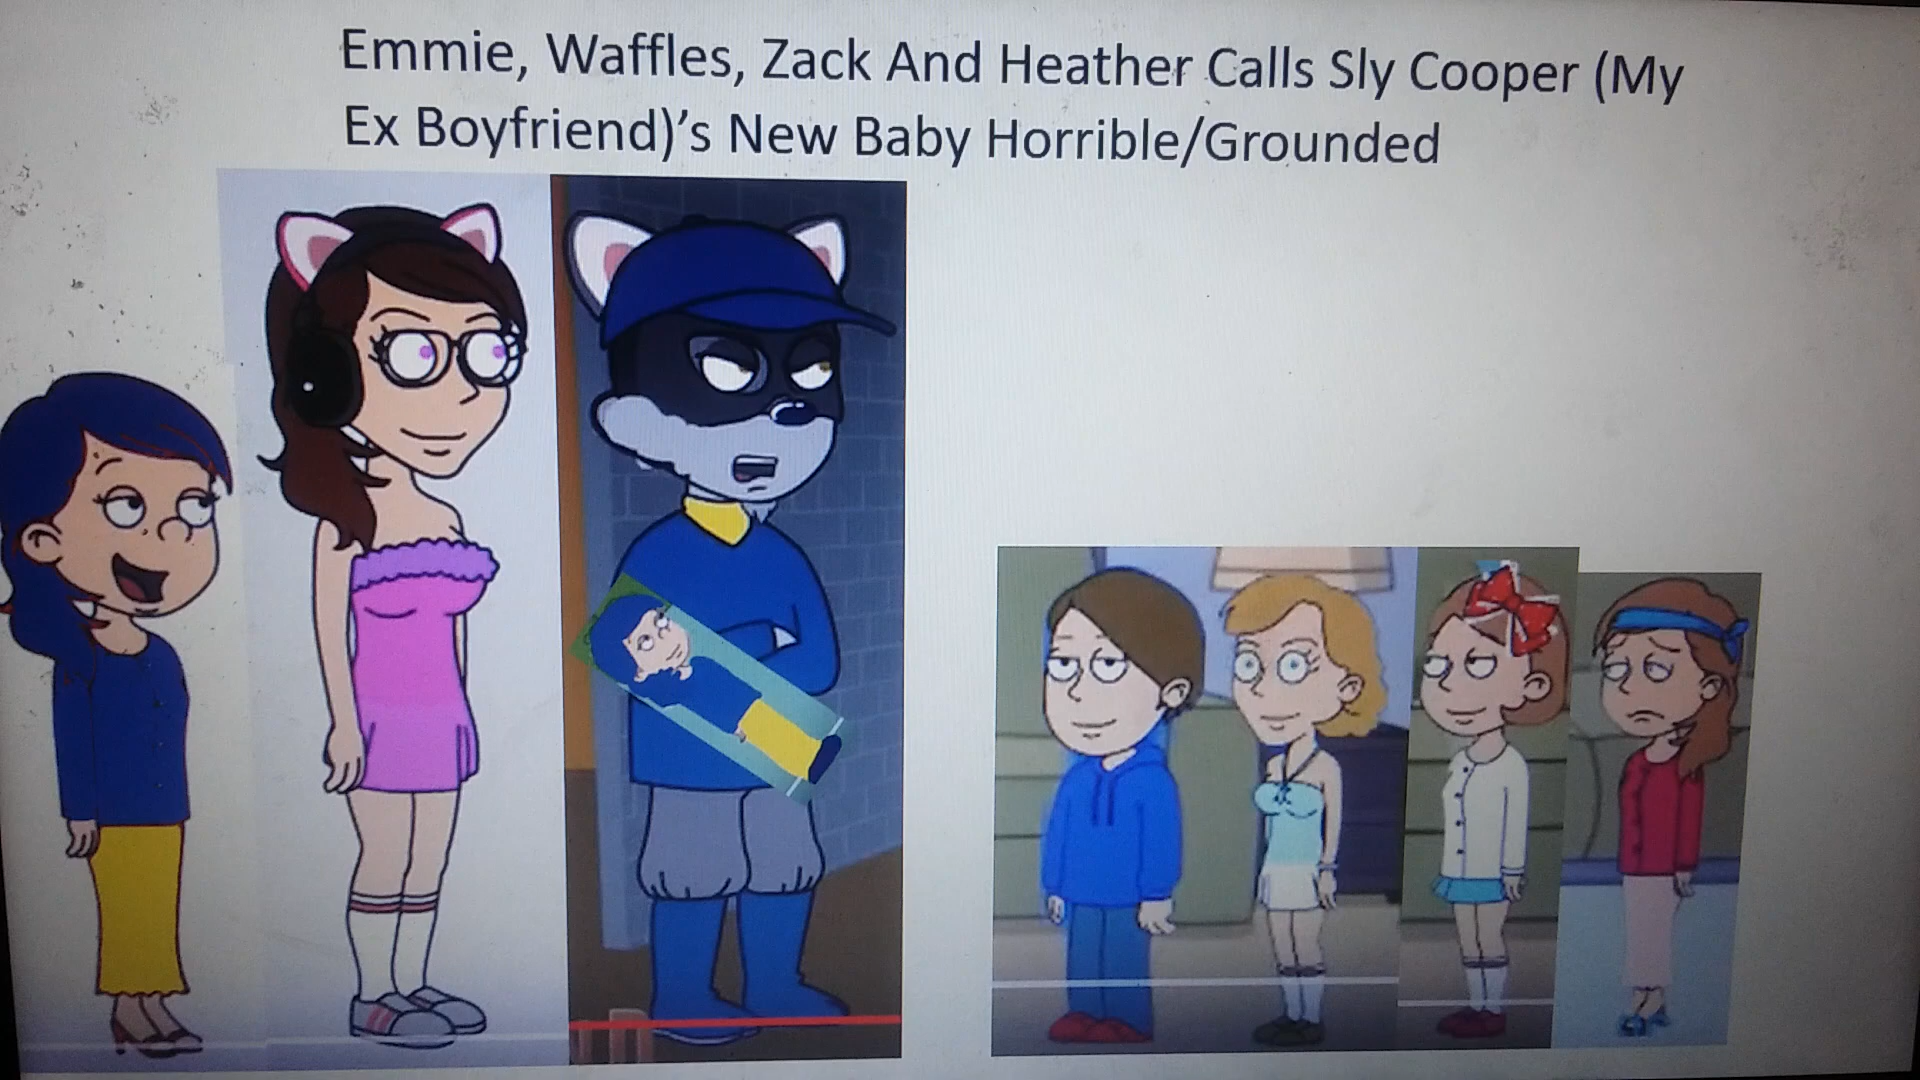 Emmie, Waffles, Zack And Heather Calls Sly Cooper (My
Ex Boyfriend)’s New Baby Horrible/Grounded